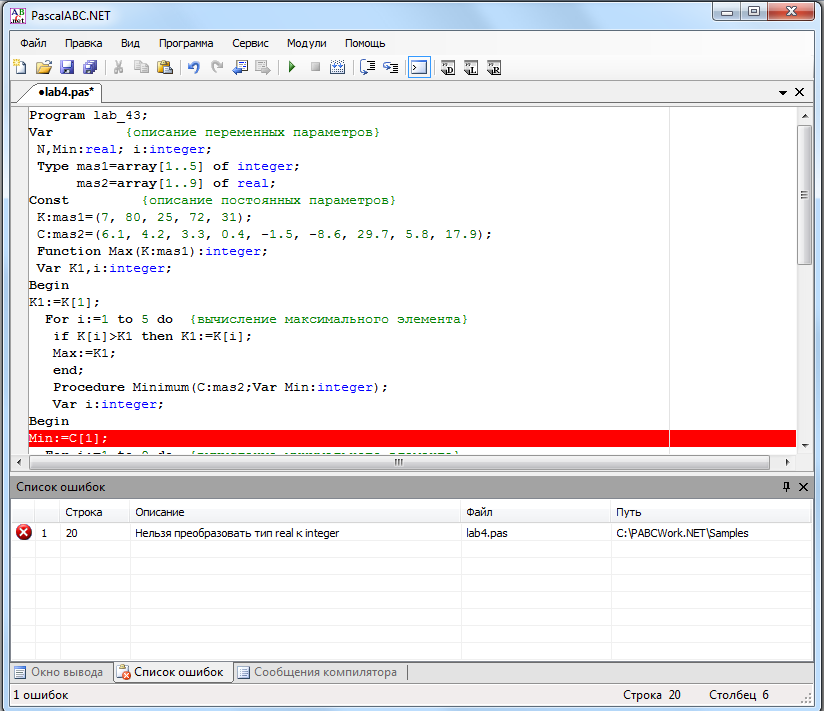 PascalABC.NET
Файл Правка Вид Программа Сервис Модули Помощь
•lab4.pas*
Program lab_43;
Var {описание переменных параметров}
N,Min:real; i:integer;
Type mas1=array[1..5] of integer;
mas2=array[1..9] of real;
Const {описание постоянных параметров}
K:mas1=(7, 80, 25, 72, 31);
C:mas2=(6.1, 4.2, 3.3, 0.4, -1.5, -8.6, 29.7, 5.8, 17.9);
Function Max(K:mas1):integer;
Var K1,i:integer;
Begin
K1:=K[1];
For i:=1 to 5 do {вычисление максимального элемента}
if K[i]>K1 then K1:=K[i];
Max:=K1;
end;
Procedure Minimum(C:mas2;Var Min:integer);
Var i:integer;
Begin
Min:=C[1];
Список ошибок
Строка Описание Файл Путь
1 20 Нельзя преобразовать тип real к integer lab4.pas C:\PABCWork.NET\Samples
Окно вывода Список ошибок Сообщения компилятора
1 ошибок Строка 20 Столбец 6